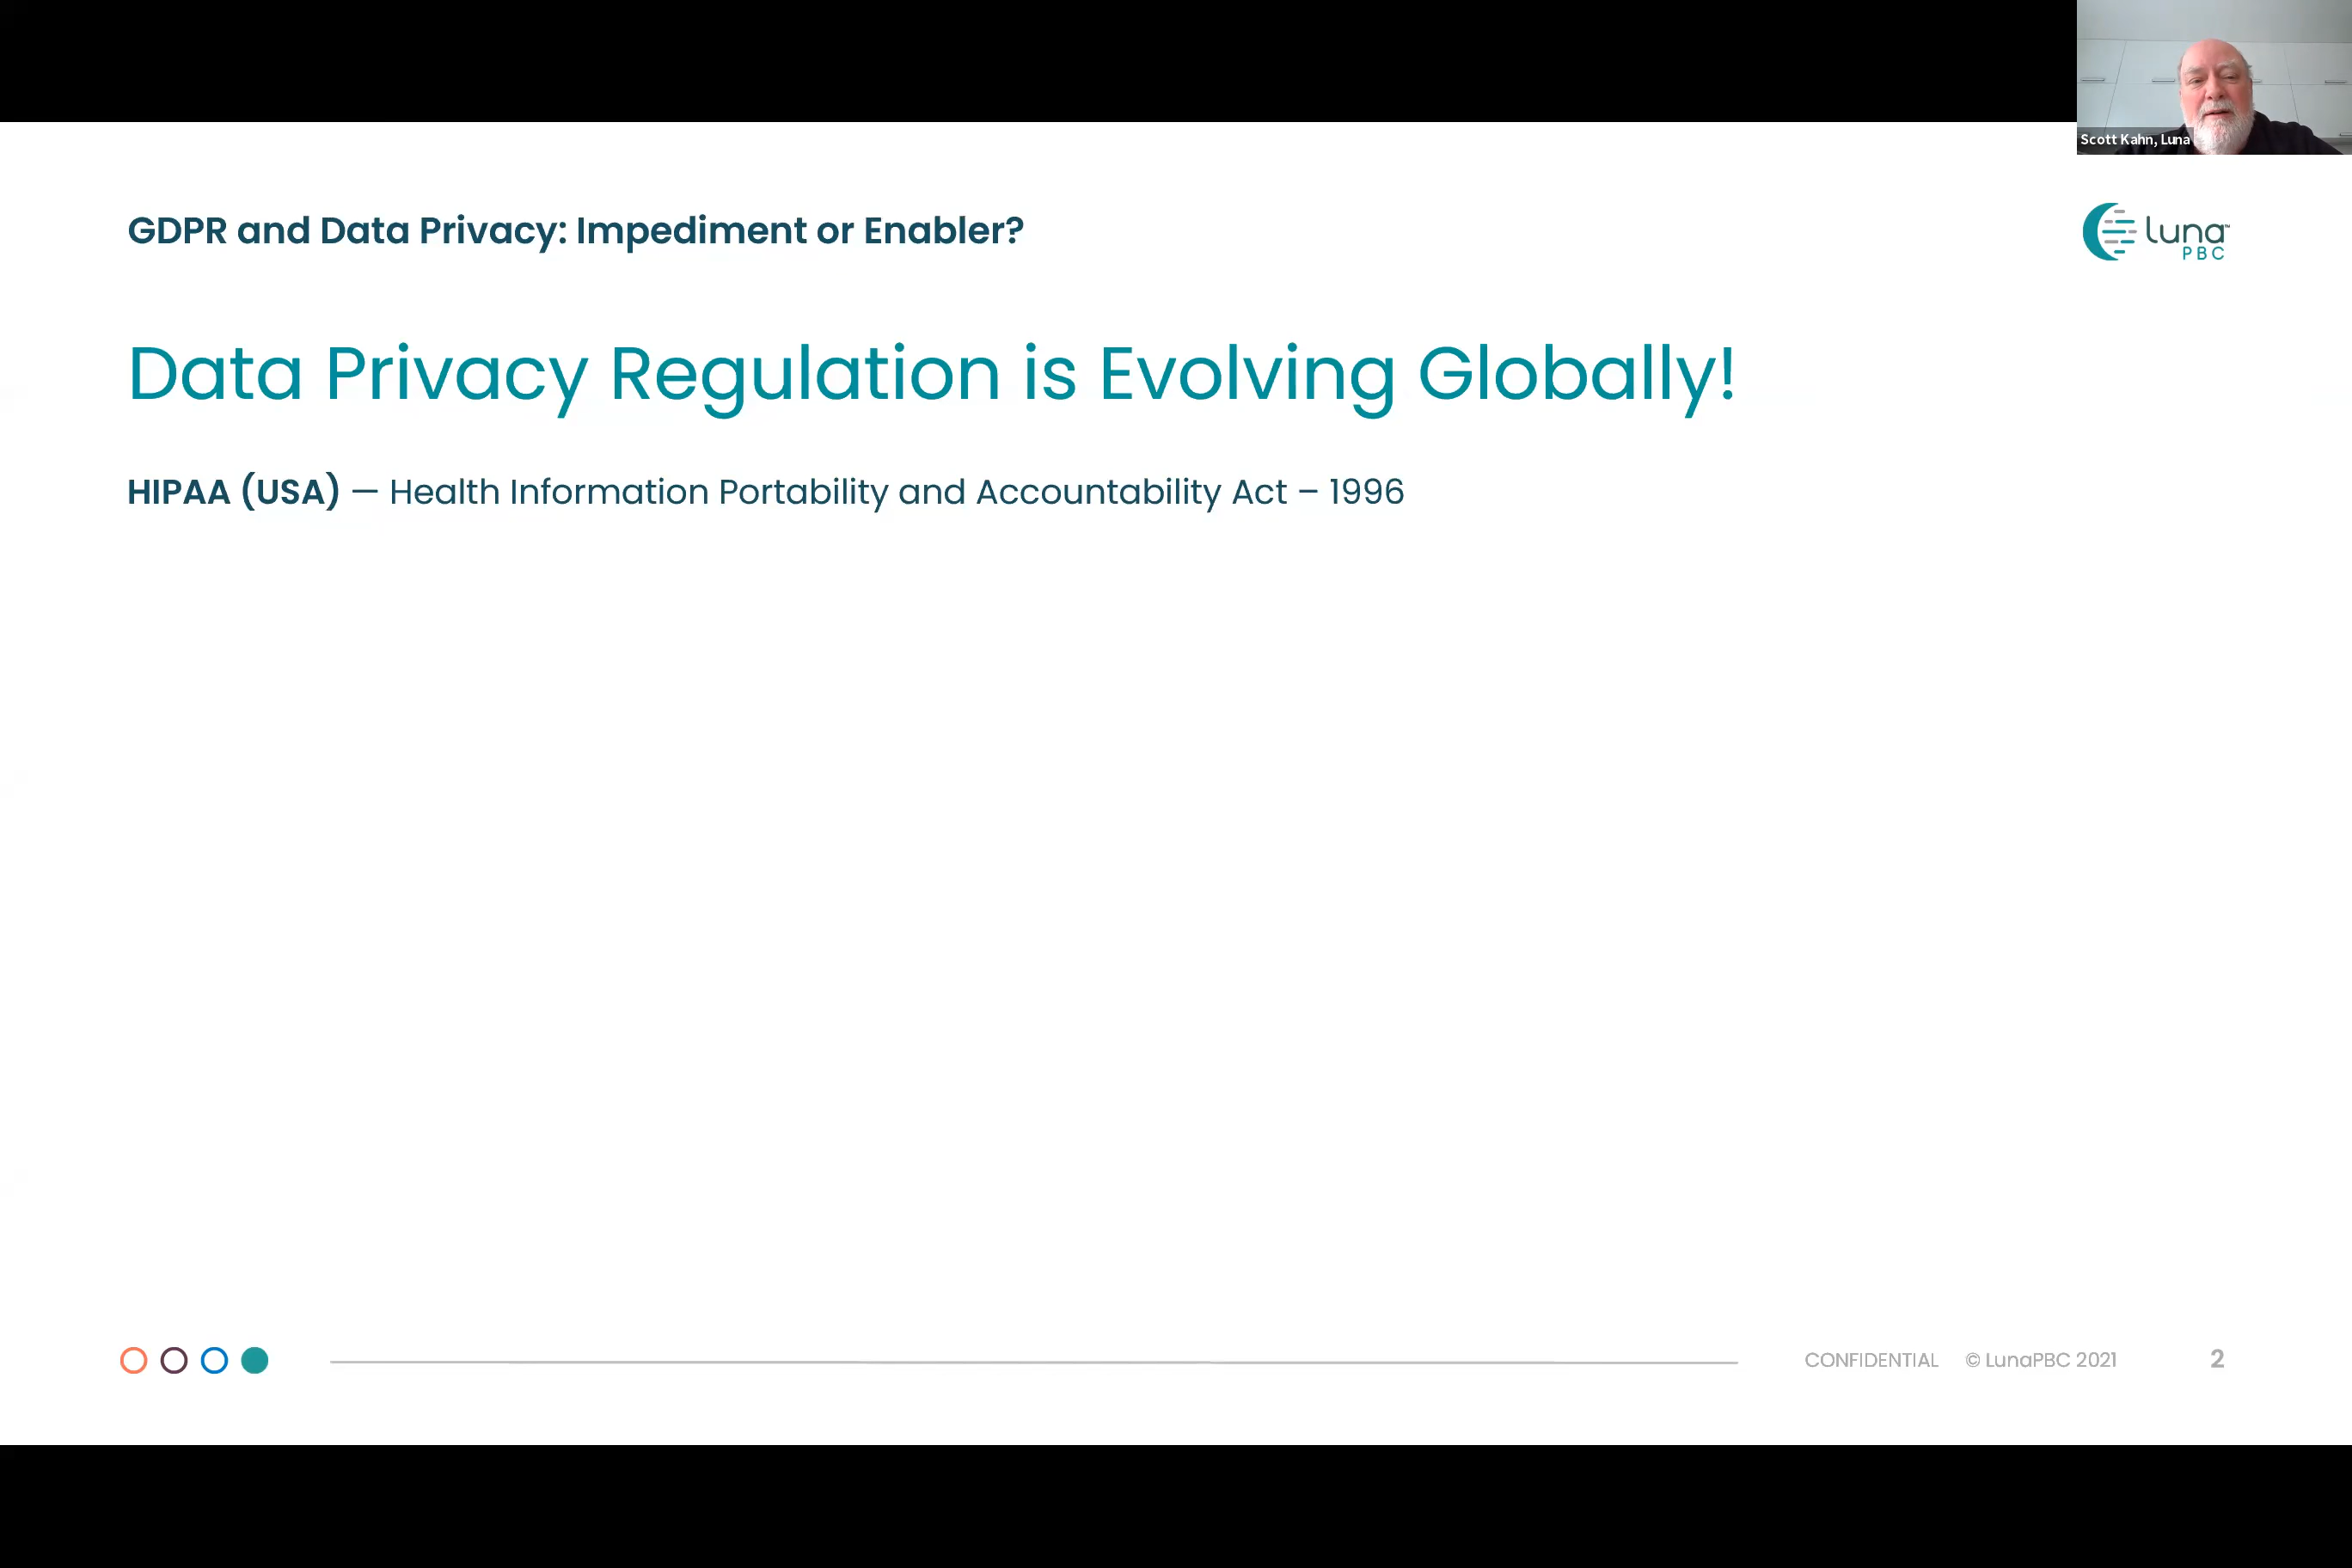 Scott Kahn, Luna
GDPR and Data Privacy: Impediment or Enabler?
luna™
PBC
Data Privacy Regulation is Evolving Globally!
HIPAA (USA) — Health Information Portability and Accountability Act – 1996
CONFIDENTIAL © LunaPBC 2021 2